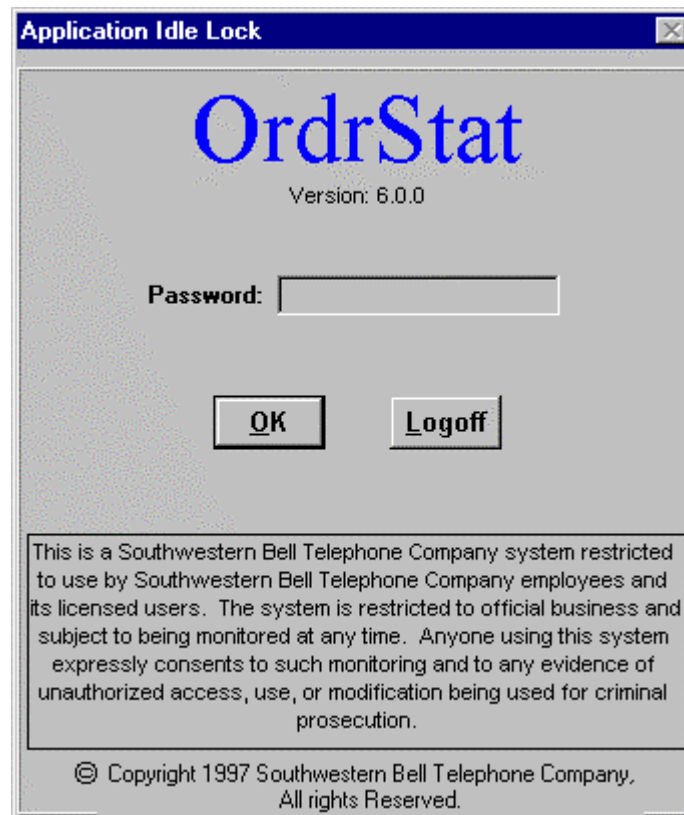 Application Idle Lock
OrdrStat
Version: 6.0.0
Password:
OK
Logoff
This is a Southwestern Bell Telephone Company system restricted
to use by Southwestern Bell Telephone Company employees and
its licensed users. The system is restricted to official business and
subject to being monitored at any time. Anyone using this system
expressly consents to such monitoring and to any evidence of
unauthorized access, use, or modification being used for criminal
prosecution.
© Copyright 1997 Southwestern Bell Telephone Company,
All rights Reserved.